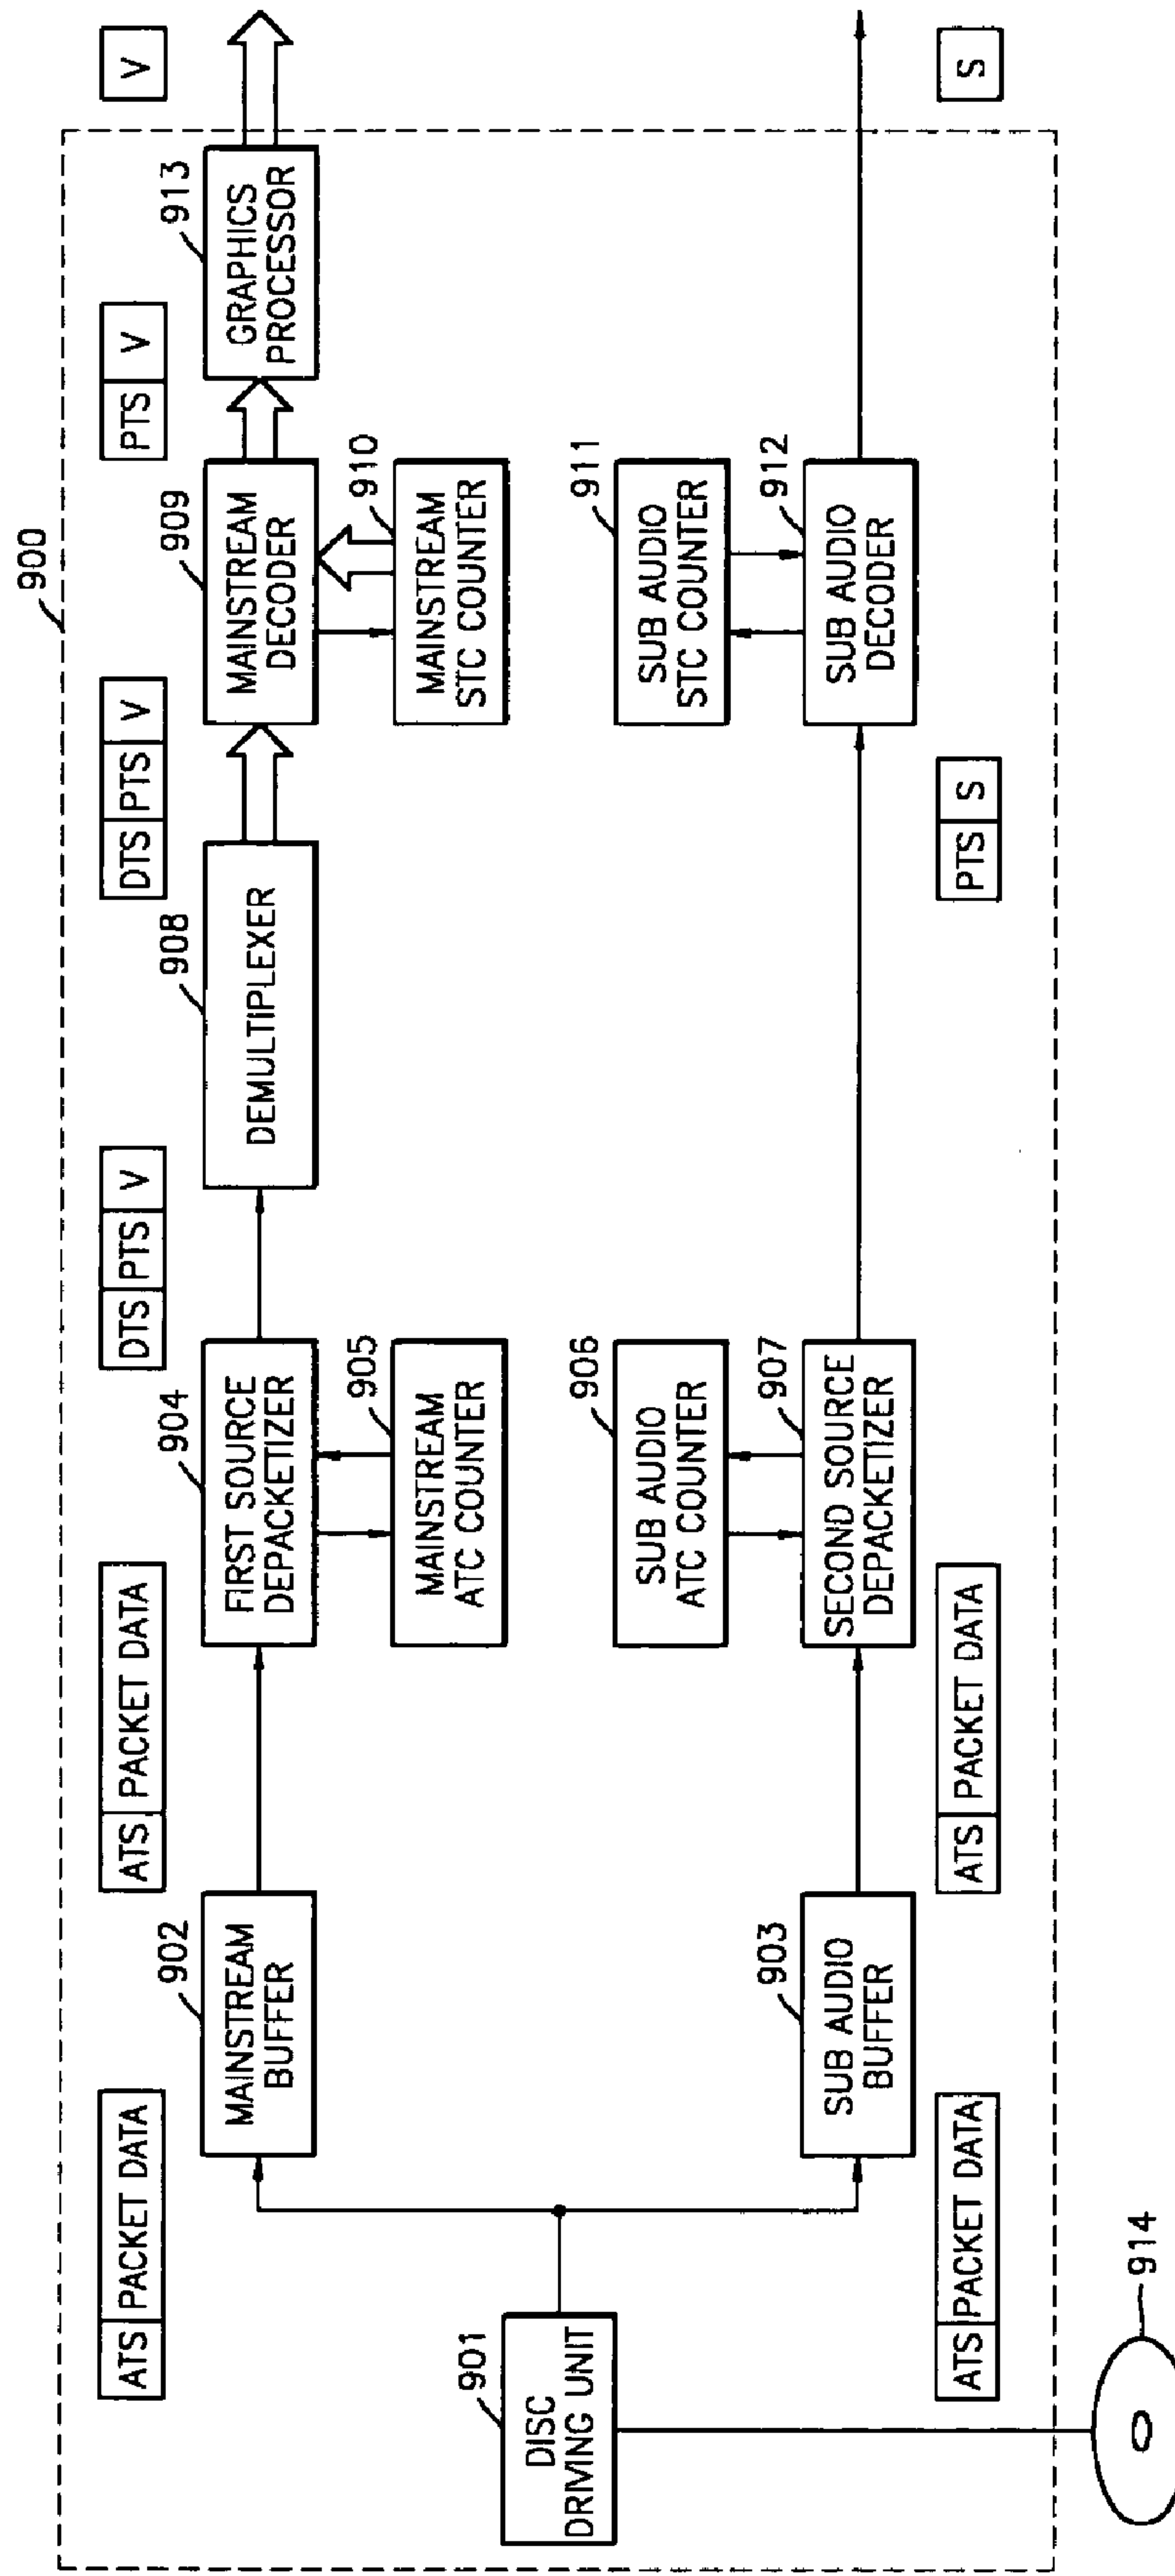 900
ATS PACKET DATA
ATS PACKET DATA
DTS PTS V
DTS PTS V
PTS V
V
902
MAINSTREAM
BUFFER
904
FIRST SOURCE
DEPACKETIZER
908
DEMULTIPLEXER
909
MAINSTREAM
DECODER
913
GRAPHICS
PROCESSOR
905
MAINSTREAM
ATC COUNTER
910
MAINSTREAM
STC COUNTER
901
DISC
DRIVING UNIT
906
SUB AUDIO
ATC COUNTER
911
SUB AUDIO
STC COUNTER
903
SUB AUDIO
BUFFER
907
SECOND SOURCE
DEPACKETIZER
912
SUB AUDIO
DECODER
ATS PACKET DATA
ATS PACKET DATA
PTS S
S
914